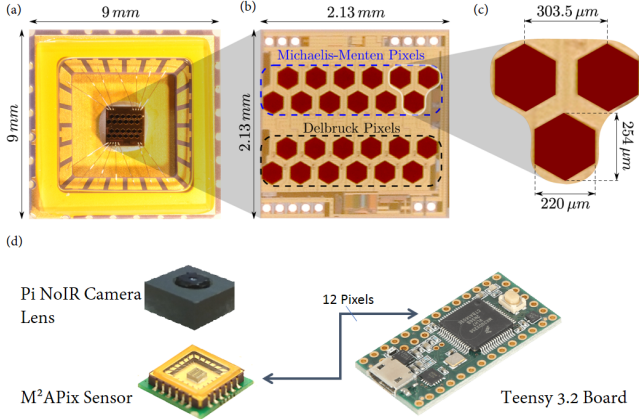 (a)
9 mm
9 mm
(b)
2.13 mm
2.13 mm
Michaelis-Menten Pixels
Delbruck Pixels
(c)
303.5 µm
254 µm
220 µm
(d)
Pi NoIR Camera
Lens
12 Pixels
M²APix Sensor
Teensy 3.2 Board